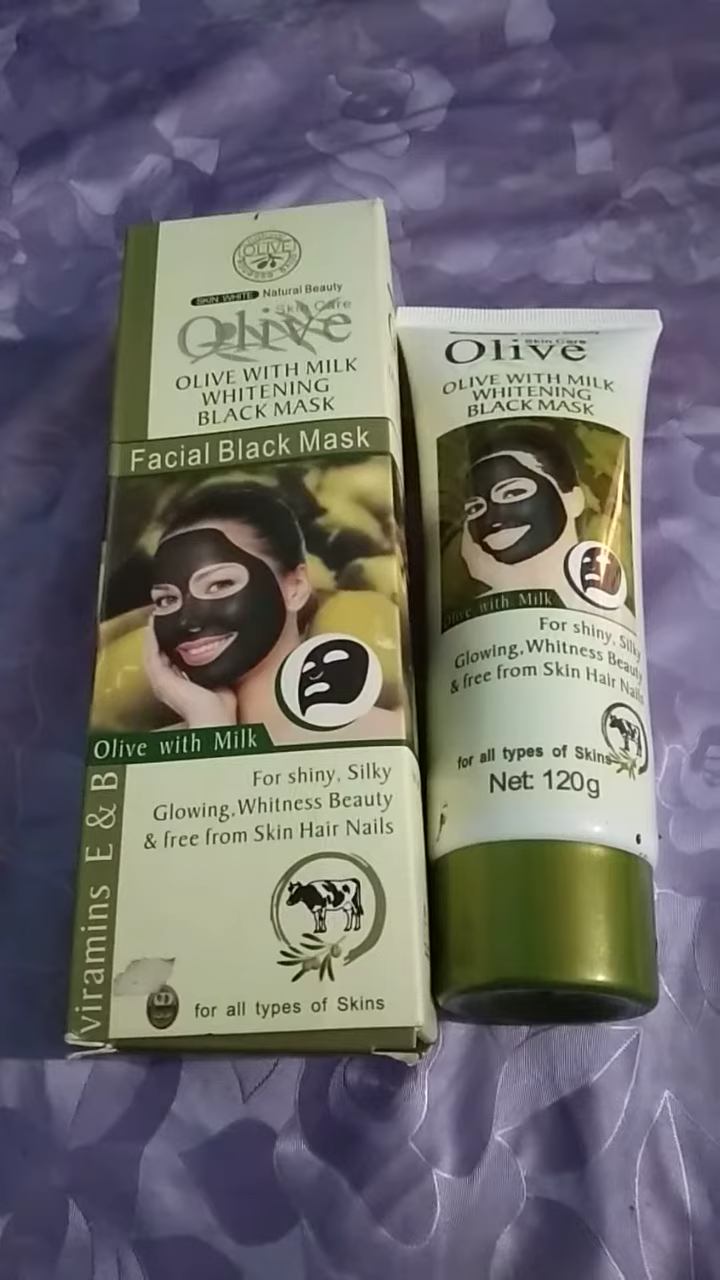 OLIVE
SKIN WHITE Natural Beauty
Skin Care
Olive
OLIVE WITH MILK
WHITENING
BLACK MASK
Facial Black Mask
Olive with Milk
For shiny, Silky
Glowing,Whitness Beauty
& free from Skin Hair Nails
for all types of Skins
viramins E & B
Skin Care
Olive
OLIVE WITH MILK
WHITENING
BLACK MASK
Olive with Milk
For shiny, Silky
Glowing,Whitness Beauty
& free from Skin Hair Nails
for all types of Skins
Net: 120g